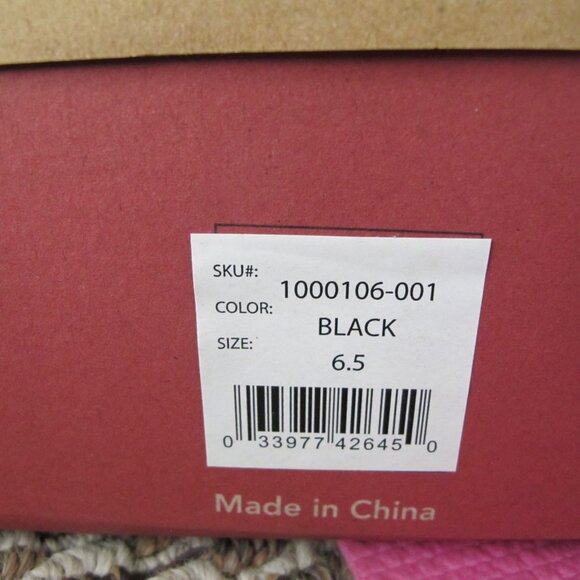 SKU#: 1000106-001
COLOR: BLACK
SIZE: 6.5
0 33977 42645 0
Made in China